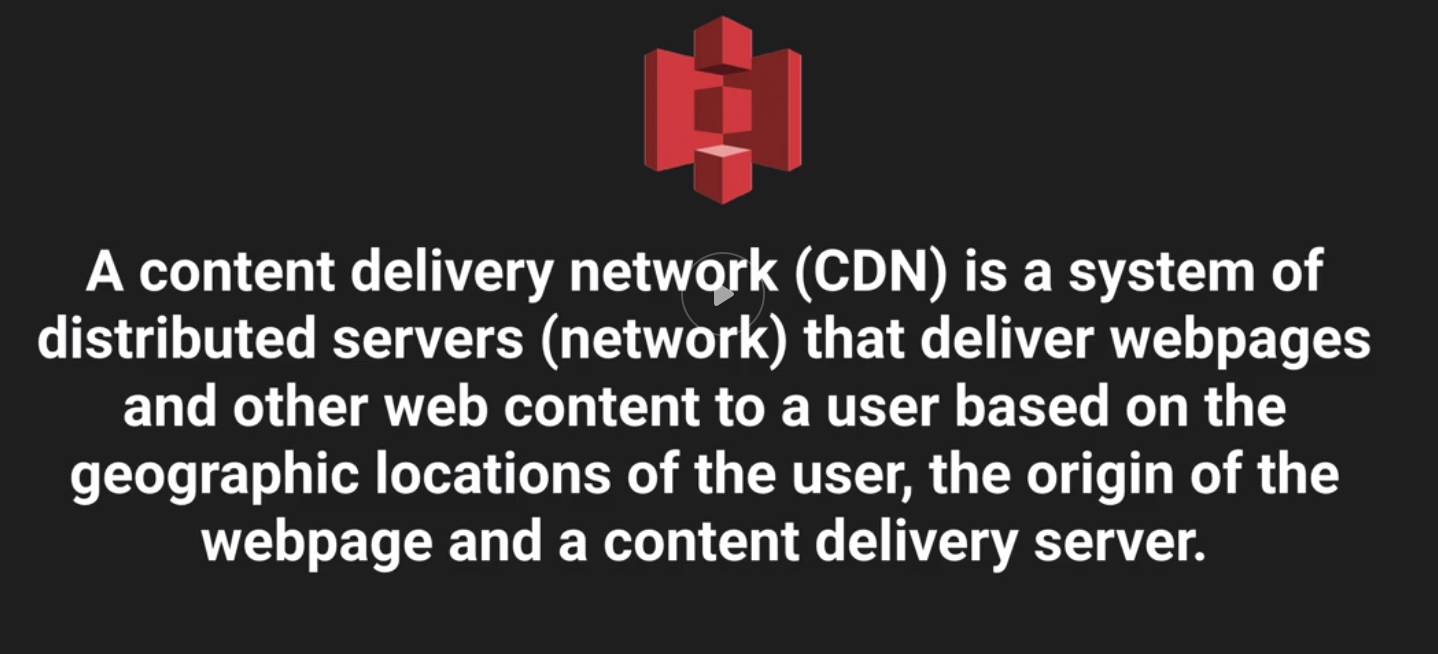 A content delivery network (CDN) is a system of
distributed servers (network) that deliver webpages
and other web content to a user based on the
geographic locations of the user, the origin of the
webpage and a content delivery server.